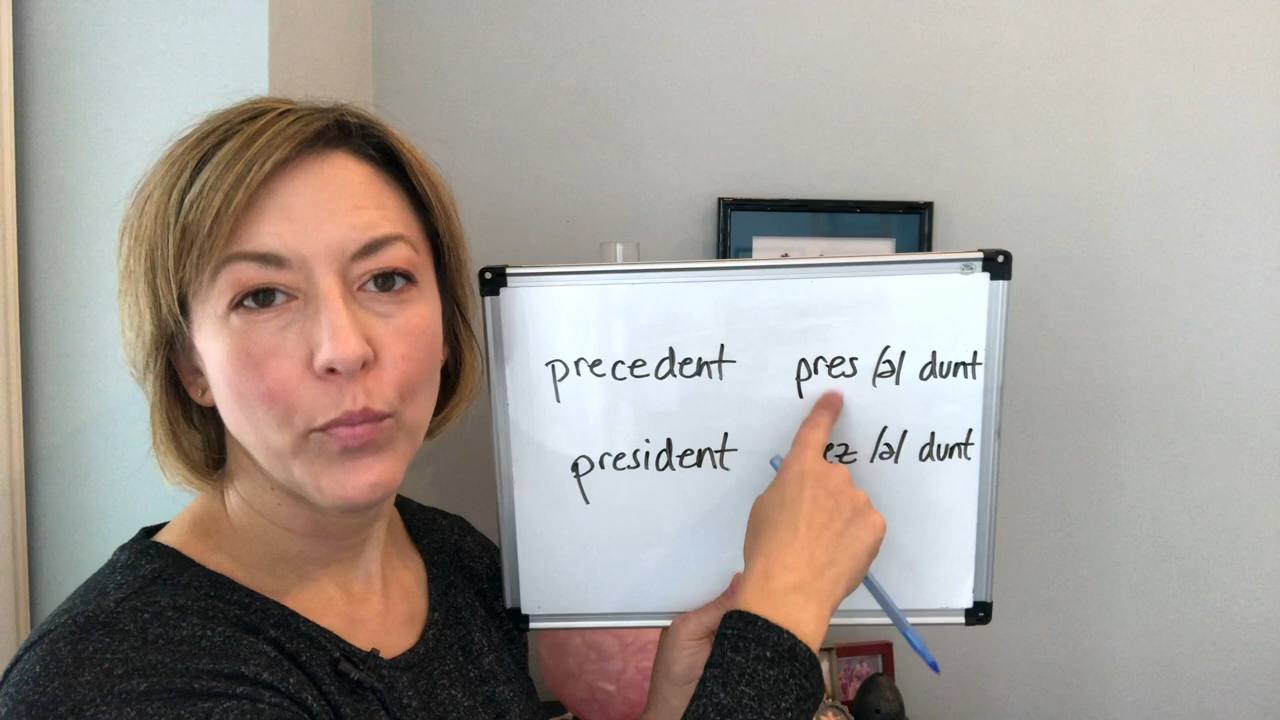 precedent pres /ə/ dunt
president ez /ə/ dunt